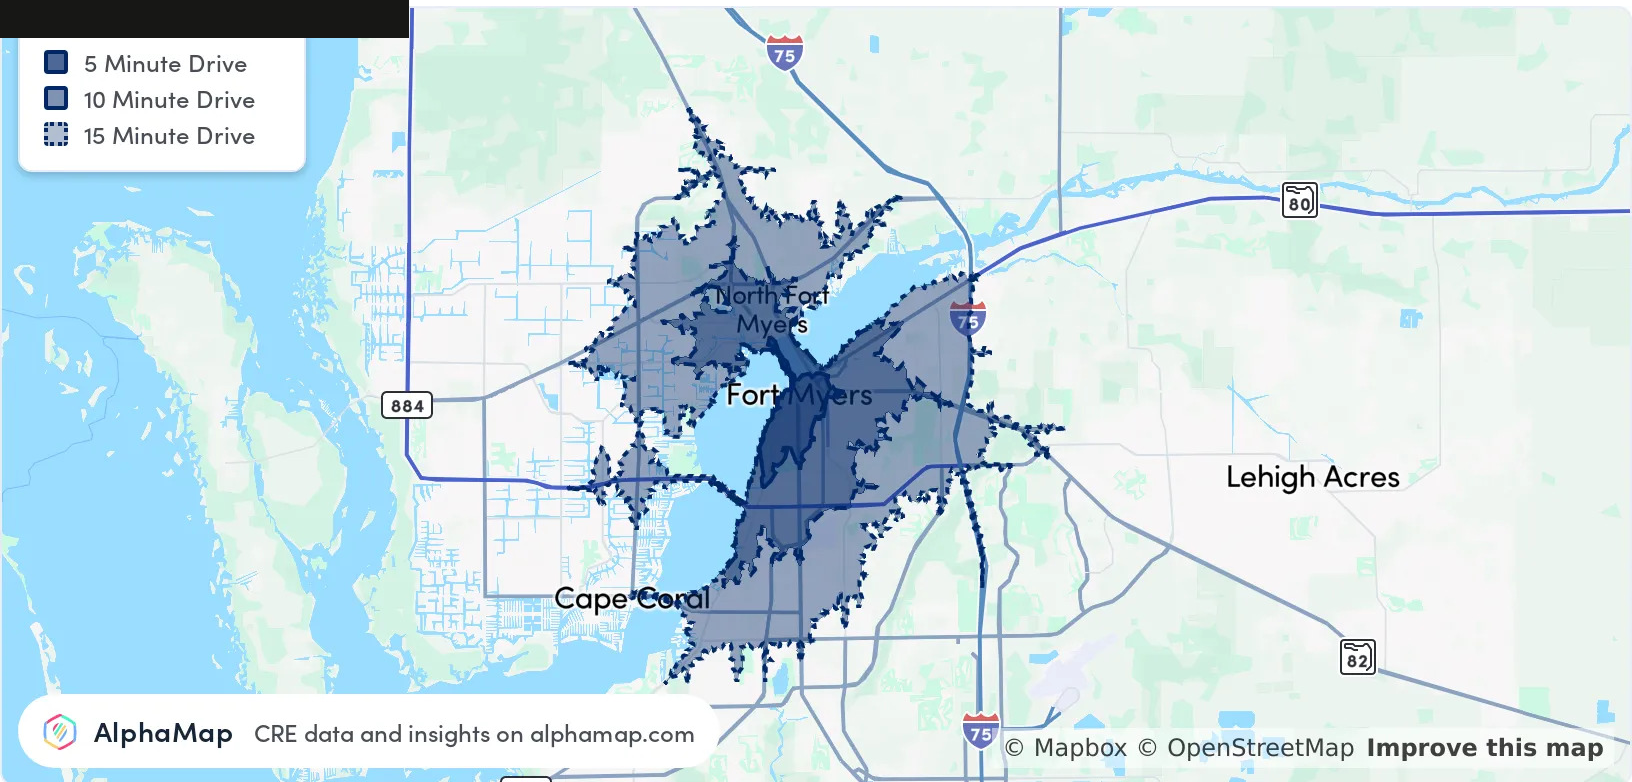 5 Minute Drive
10 Minute Drive
15 Minute Drive
75
80
North Fort
Myers
75
Fort Myers
884
Lehigh Acres
Cape Coral
82
75
AlphaMap CRE data and insights on alphamap.com
© Mapbox © OpenStreetMap Improve this map